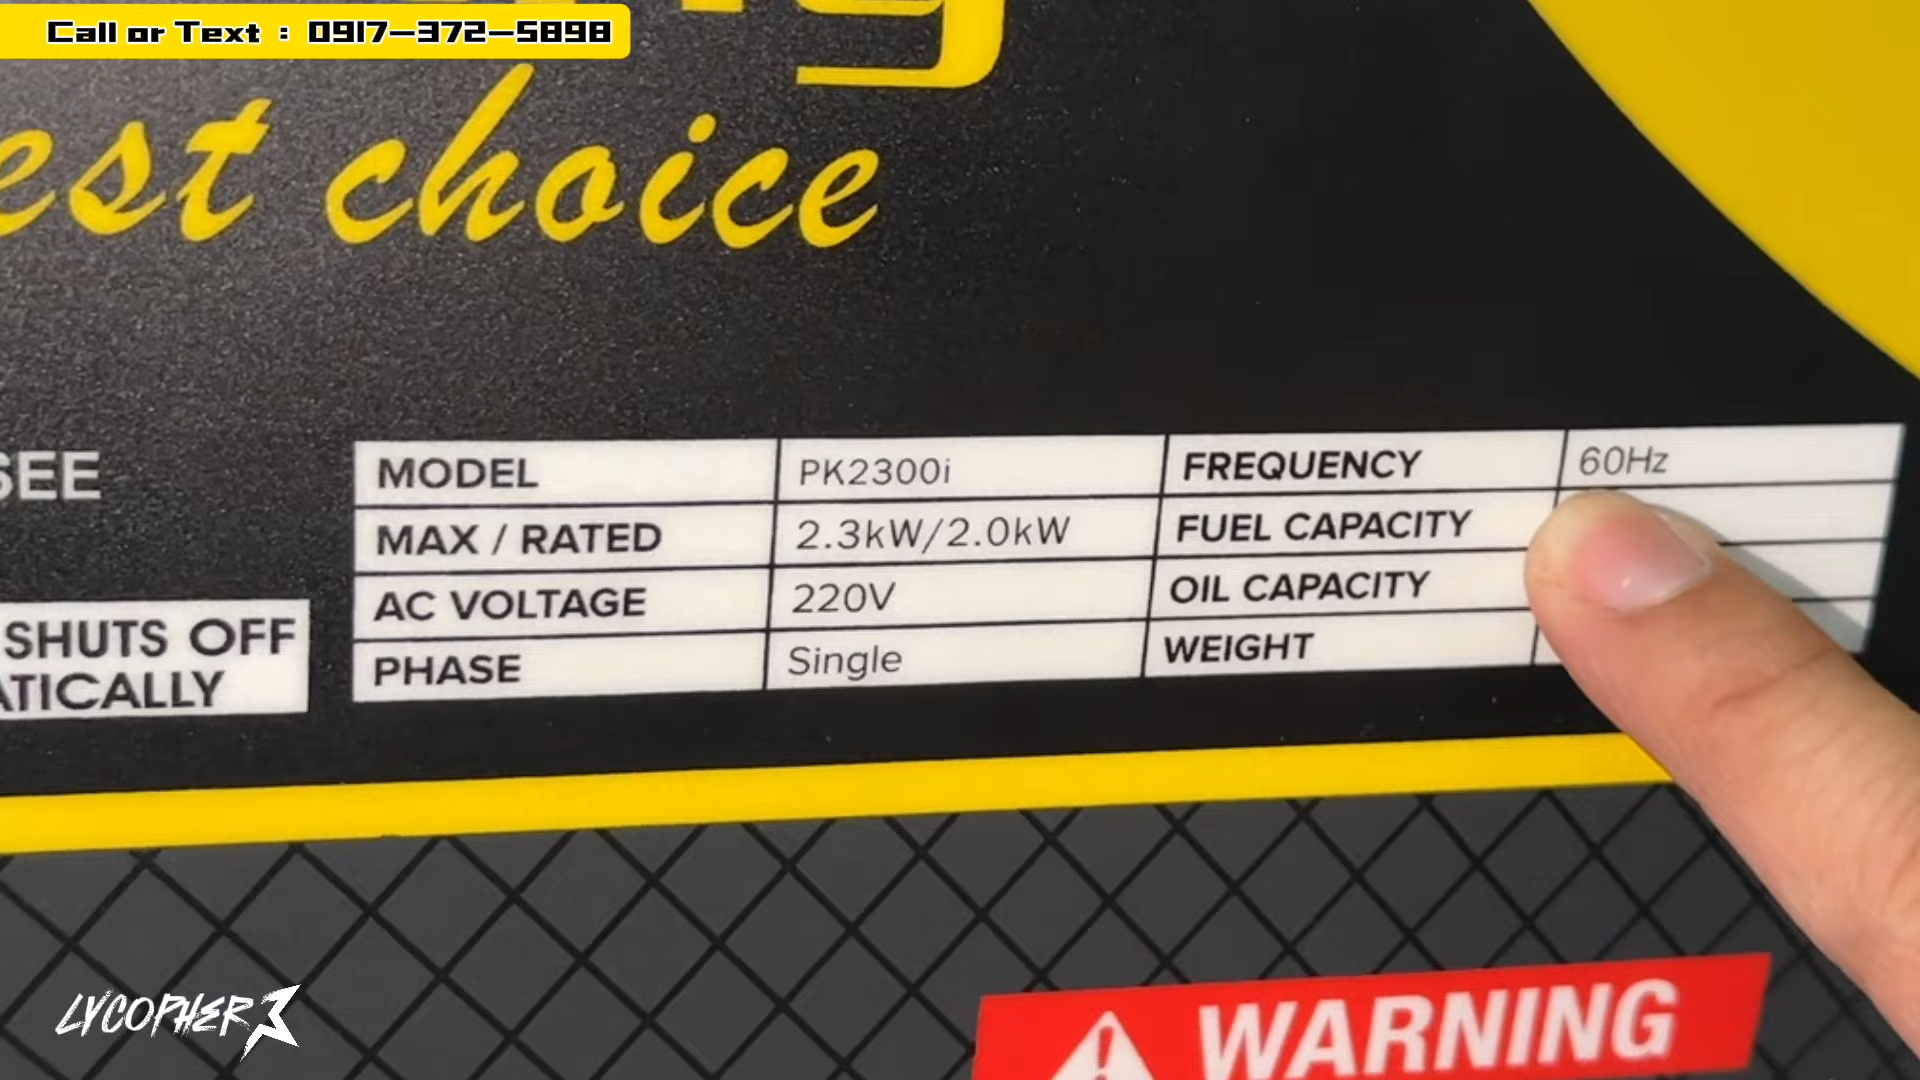 Call or Text : 0917-372-5898
est choice
SEE
SHUTS OFF
ATICALLY
MODEL PK2300i FREQUENCY 60Hz
MAX / RATED 2.3kW/2.0kW FUEL CAPACITY
AC VOLTAGE 220V OIL CAPACITY
PHASE Single WEIGHT
WARNING
LYCOPHER